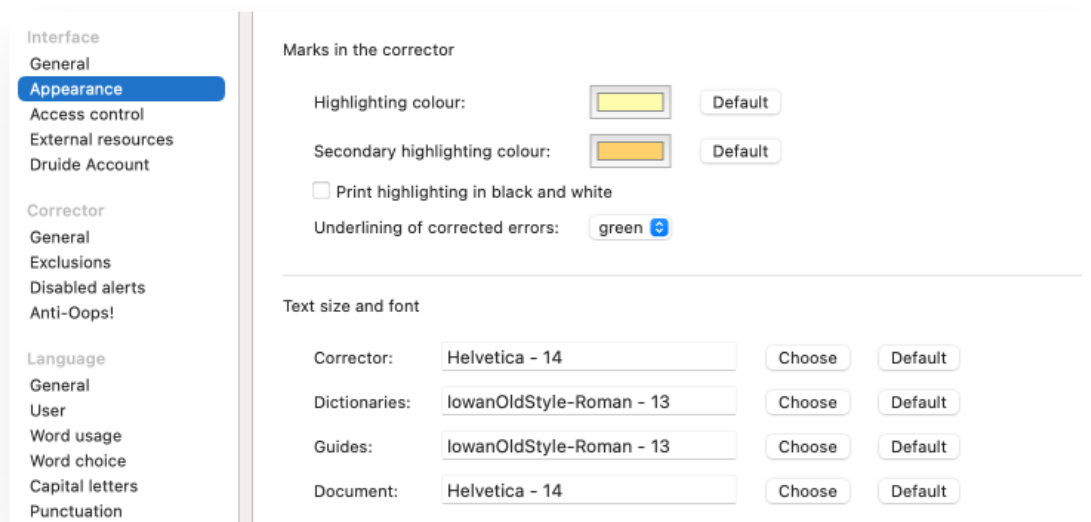 Interface
General
Appearance
Access control
External resources
Druide Account
Corrector
General
Exclusions
Disabled alerts
Anti-Oops!
Language
General
User
Word usage
Word choice
Capital letters
Punctuation
Marks in the corrector
Highlighting colour: Default
Secondary highlighting colour: Default
Print highlighting in black and white
Underlining of corrected errors: green
Text size and font
Corrector: Helvetica - 14 Choose Default
Dictionaries: IowanOldStyle-Roman - 13 Choose Default
Guides: IowanOldStyle-Roman - 13 Choose Default
Document: Helvetica - 14 Choose Default